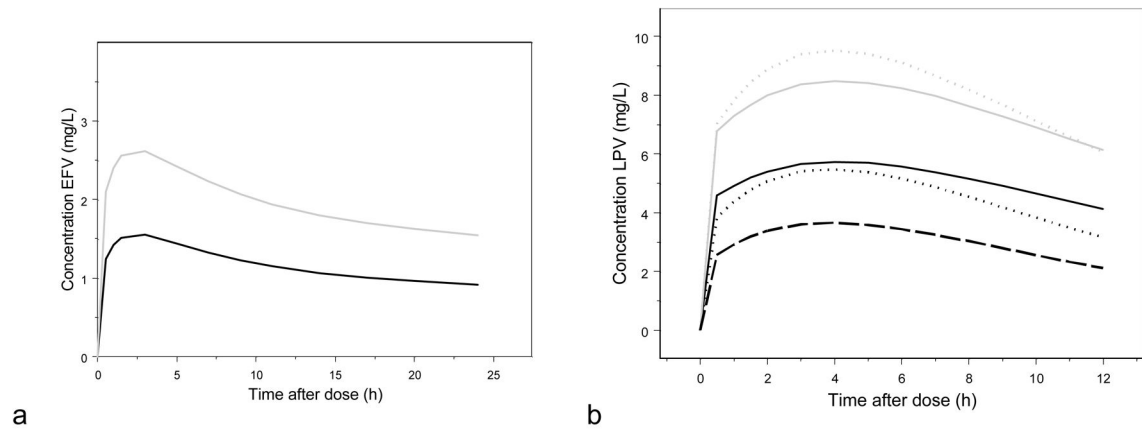 Concentration EFV (mg/L)
3
2
1
0
0 5 10 15 20 25
Time after dose (h)
a
Concentration LPV (mg/L)
10
8
6
4
2
0
0 2 4 6 8 10 12
Time after dose (h)
b